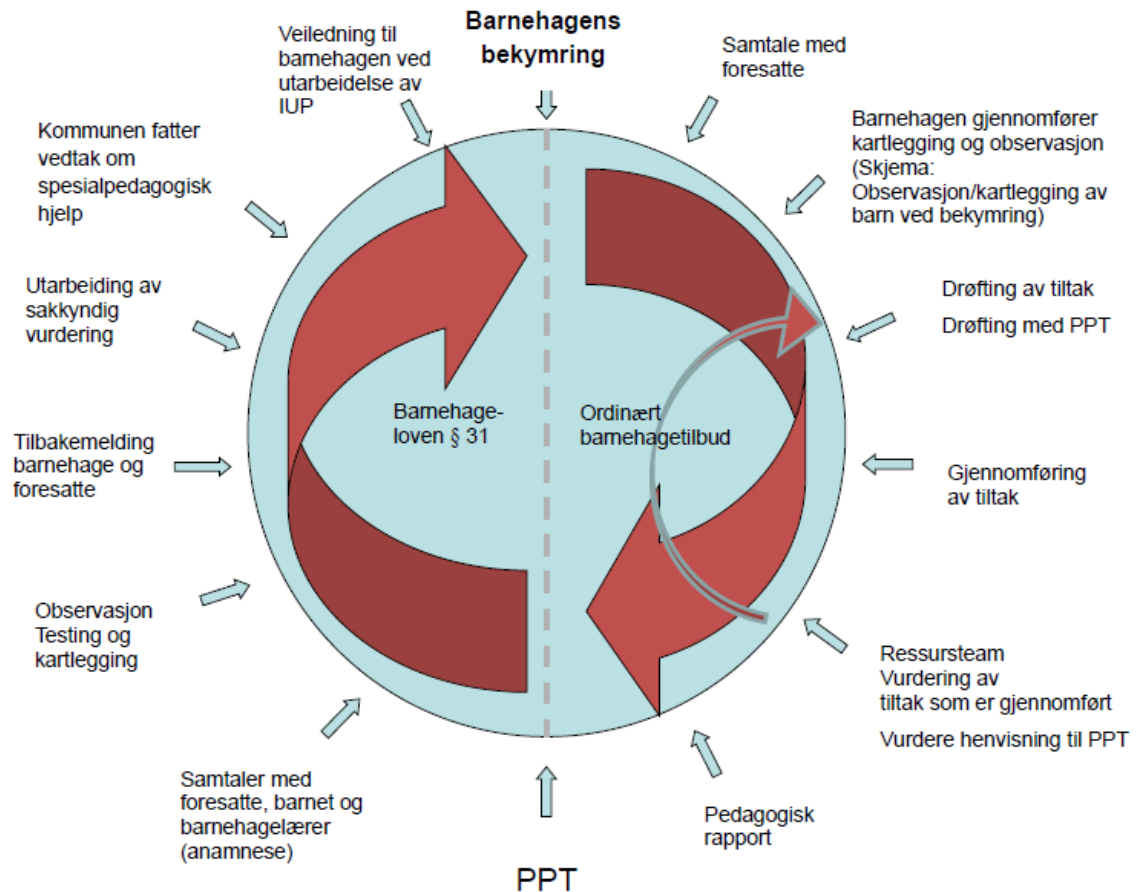 Barnehagens
bekymring
Samtale med
foresatte
Barnehagen gjennomfører
kartlegging og observasjon
(Skjema:
Observasjon/kartlegging av
barn ved bekymring)
Drøfting av tiltak
Drøfting med PPT
Gjennomføring
av tiltak
Ressursteam
Vurdering av
tiltak som er gjennomført
Vurdere henvisning til PPT
Pedagogisk
rapport
PPT
Samtaler med
foresatte, barnet og
barnehagelærer
(anamnese)
Observasjon
Testing og
kartlegging
Tilbakemelding
barnehage og
foresatte
Utarbeiding av
sakkyndig
vurdering
Kommunen fatter
vedtak om
spesialpedagogisk
hjelp
Veiledning til
barnehagen ved
utarbeidelse av
IUP
Barnehage-
loven § 31
Ordinært
barnehagetilbud